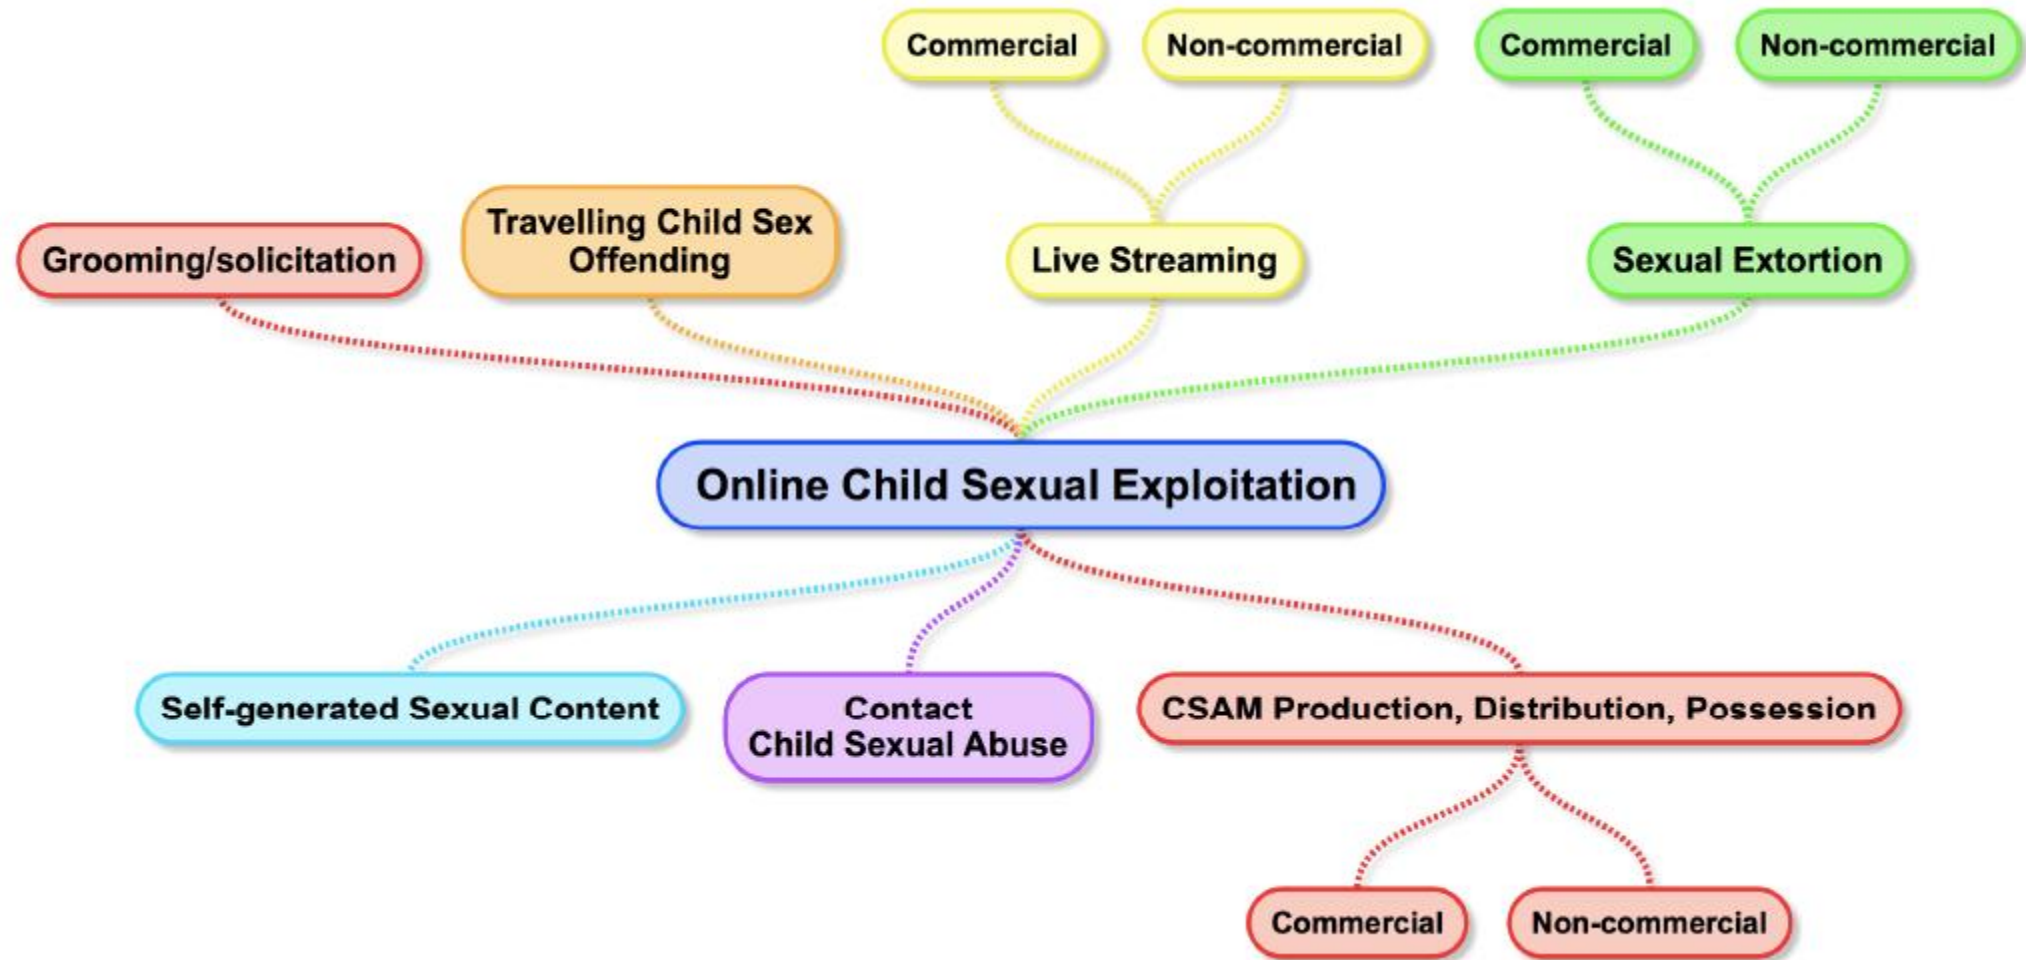 Commercial
Non-commercial
Commercial
Non-commercial
Grooming/solicitation
Travelling Child Sex
Offending
Live Streaming
Sexual Extortion
Online Child Sexual Exploitation
Self-generated Sexual Content
Contact
Child Sexual Abuse
CSAM Production, Distribution, Possession
Commercial
Non-commercial